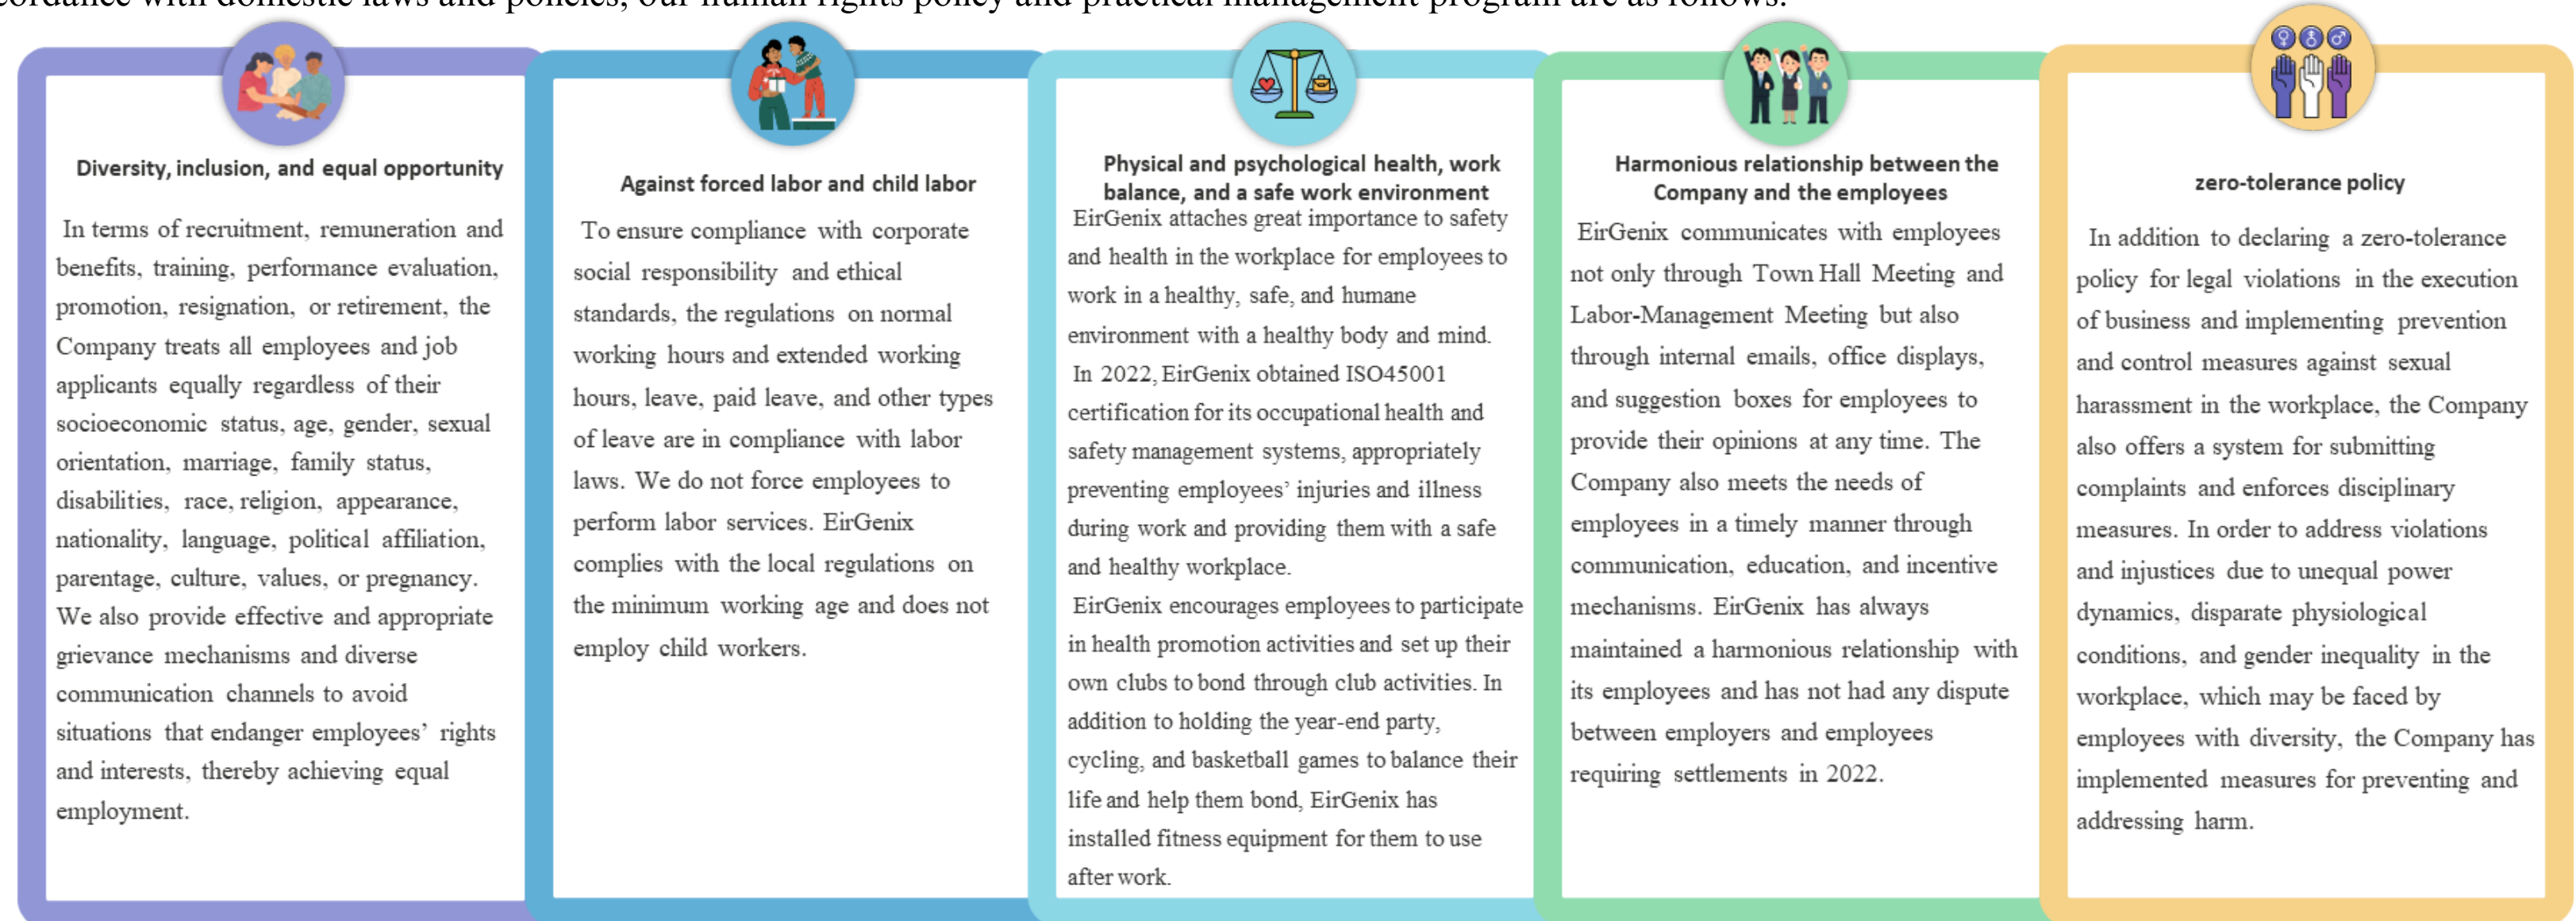 ordance with domestic laws and policies, our human rights policy and practical management program are as follows:
Diversity, inclusion, and equal opportunity
In terms of recruitment, remuneration and
benefits, training, performance evaluation,
promotion, resignation, or retirement, the
Company treats all employees and job
applicants equally regardless of their
socioeconomic status, age, gender, sexual
orientation, marriage, family status,
disabilities, race, religion, appearance,
nationality, language, political affiliation,
parentage, culture, values, or pregnancy.
We also provide effective and appropriate
grievance mechanisms and diverse
communication channels to avoid
situations that endanger employees’ rights
and interests, thereby achieving equal
employment.
Against forced labor and child labor
To ensure compliance with corporate
social responsibility and ethical
standards, the regulations on normal
working hours and extended working
hours, leave, paid leave, and other types
of leave are in compliance with labor
laws. We do not force employees to
perform labor services. EirGenix
complies with the local regulations on
the minimum working age and does not
employ child workers.
Physical and psychological health, work
balance, and a safe work environment
EirGenix attaches great importance to safety
and health in the workplace for employees to
work in a healthy, safe, and humane
environment with a healthy body and mind.
In 2022, EirGenix obtained ISO45001
certification for its occupational health and
safety management systems, appropriately
preventing employees’ injuries and illness
during work and providing them with a safe
and healthy workplace.
EirGenix encourages employees to participate
in health promotion activities and set up their
own clubs to bond through club activities. In
addition to holding the year-end party,
cycling, and basketball games to balance their
life and help them bond, EirGenix has
installed fitness equipment for them to use
after work.
Harmonious relationship between the
Company and the employees
EirGenix communicates with employees
not only through Town Hall Meeting and
Labor-Management Meeting but also
through internal emails, office displays,
and suggestion boxes for employees to
provide their opinions at any time. The
Company also meets the needs of
employees in a timely manner through
communication, education, and incentive
mechanisms. EirGenix has always
maintained a harmonious relationship with
its employees and has not had any dispute
between employers and employees
requiring settlements in 2022.
zero-tolerance policy
In addition to declaring a zero-tolerance
policy for legal violations in the execution
of business and implementing prevention
and control measures against sexual
harassment in the workplace, the Company
also offers a system for submitting
complaints and enforces disciplinary
measures. In order to address violations
and injustices due to unequal power
dynamics, disparate physiological
conditions, and gender inequality in the
workplace, which may be faced by
employees with diversity, the Company has
implemented measures for preventing and
addressing harm.